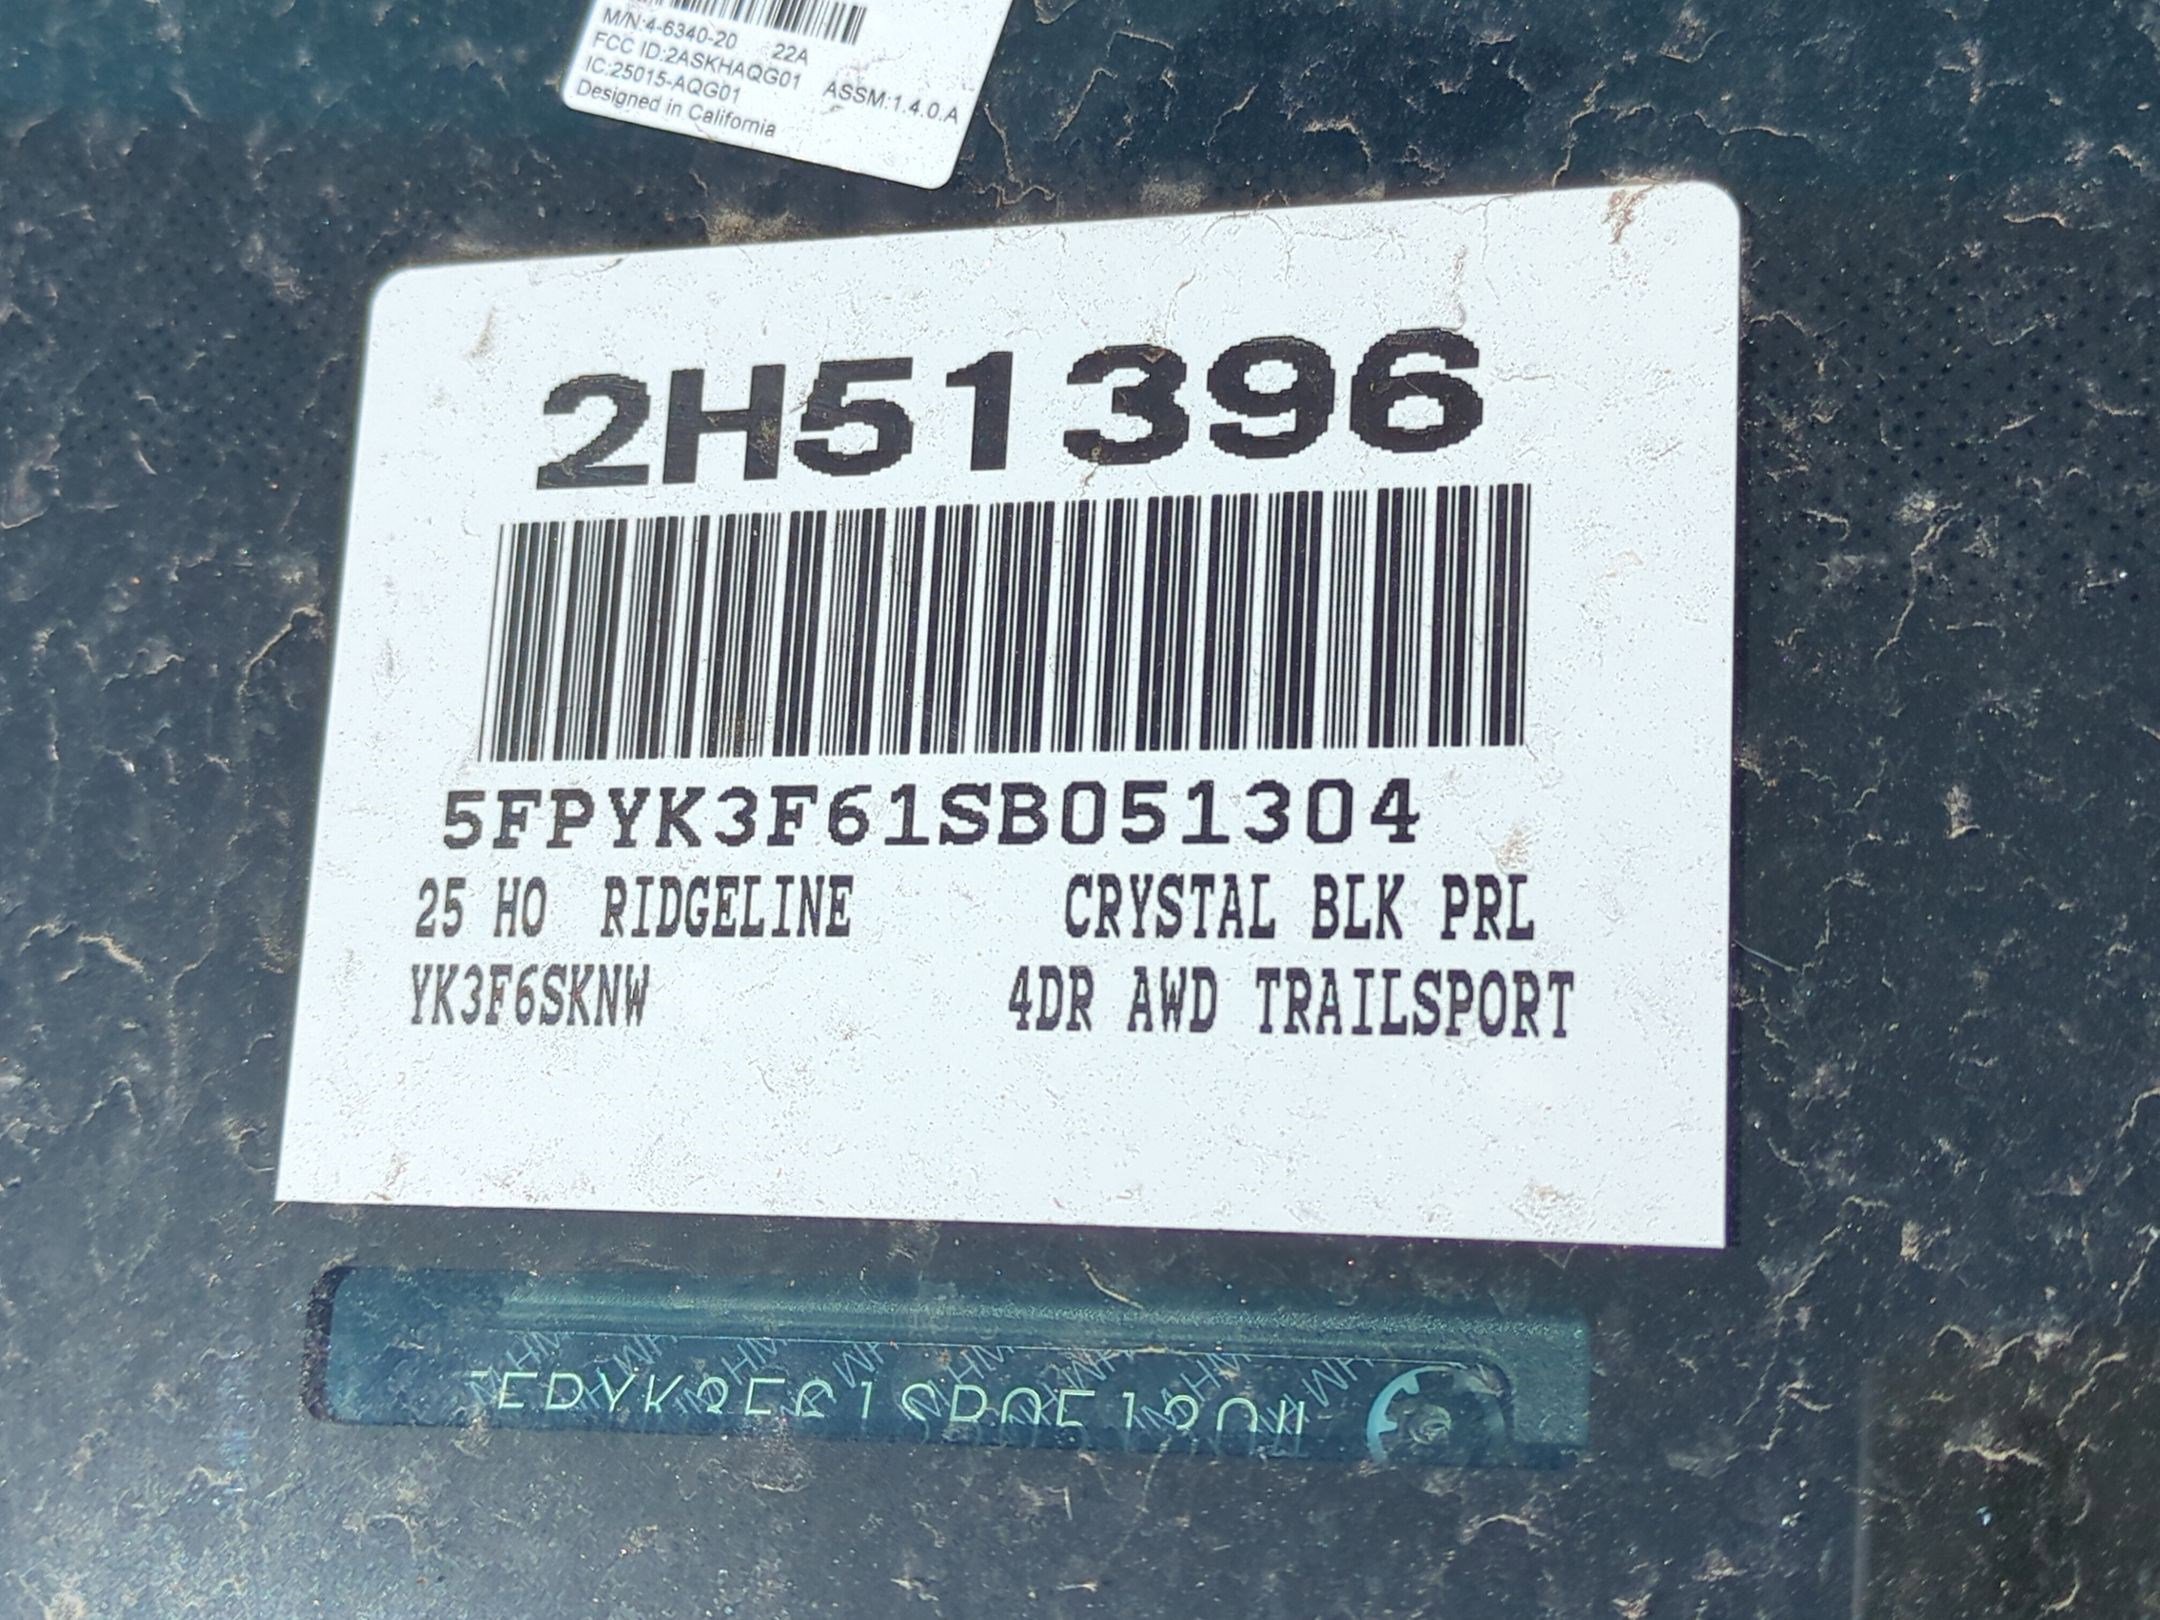 M/N:4-6340-20 22A
FCC ID:2ASKHAQG01 ASSM:1.4.0.A
IC:25015-AQG01
Designed in California
2H51396
5FPYK3F61SB051304
25 HO RIDGELINE CRYSTAL BLK PRL
YK3F6SKNW 4DR AWD TRAILSPORT